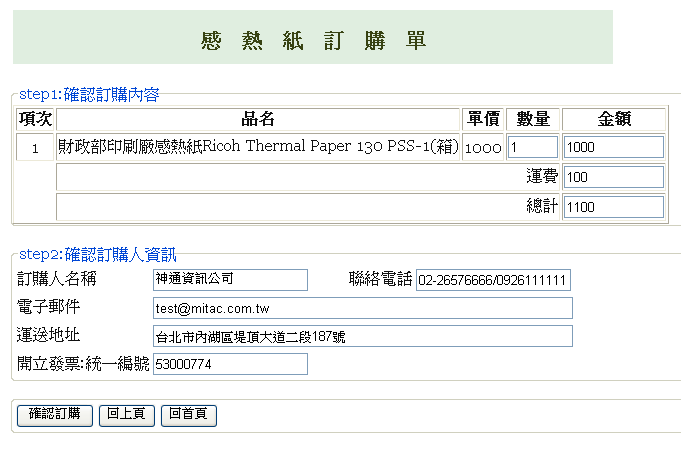 感 熱 紙 訂 購 單
step1:確認訂購內容
項次 品名 單價 數量 金額
1 財政部印刷廠感熱紙Ricoh Thermal Paper 130 PSS-1(箱) 1000 1 1000
運費 100
總計 1100
step2:確認訂購人資訊
訂購人名稱 神通資訊公司 聯絡電話 02-26576666/0926111111
電子郵件 test@mitac.com.tw
運送地址 台北市內湖區堤頂大道二段187號
開立發票:統一編號 53000774
確認訂購 回上頁 回首頁